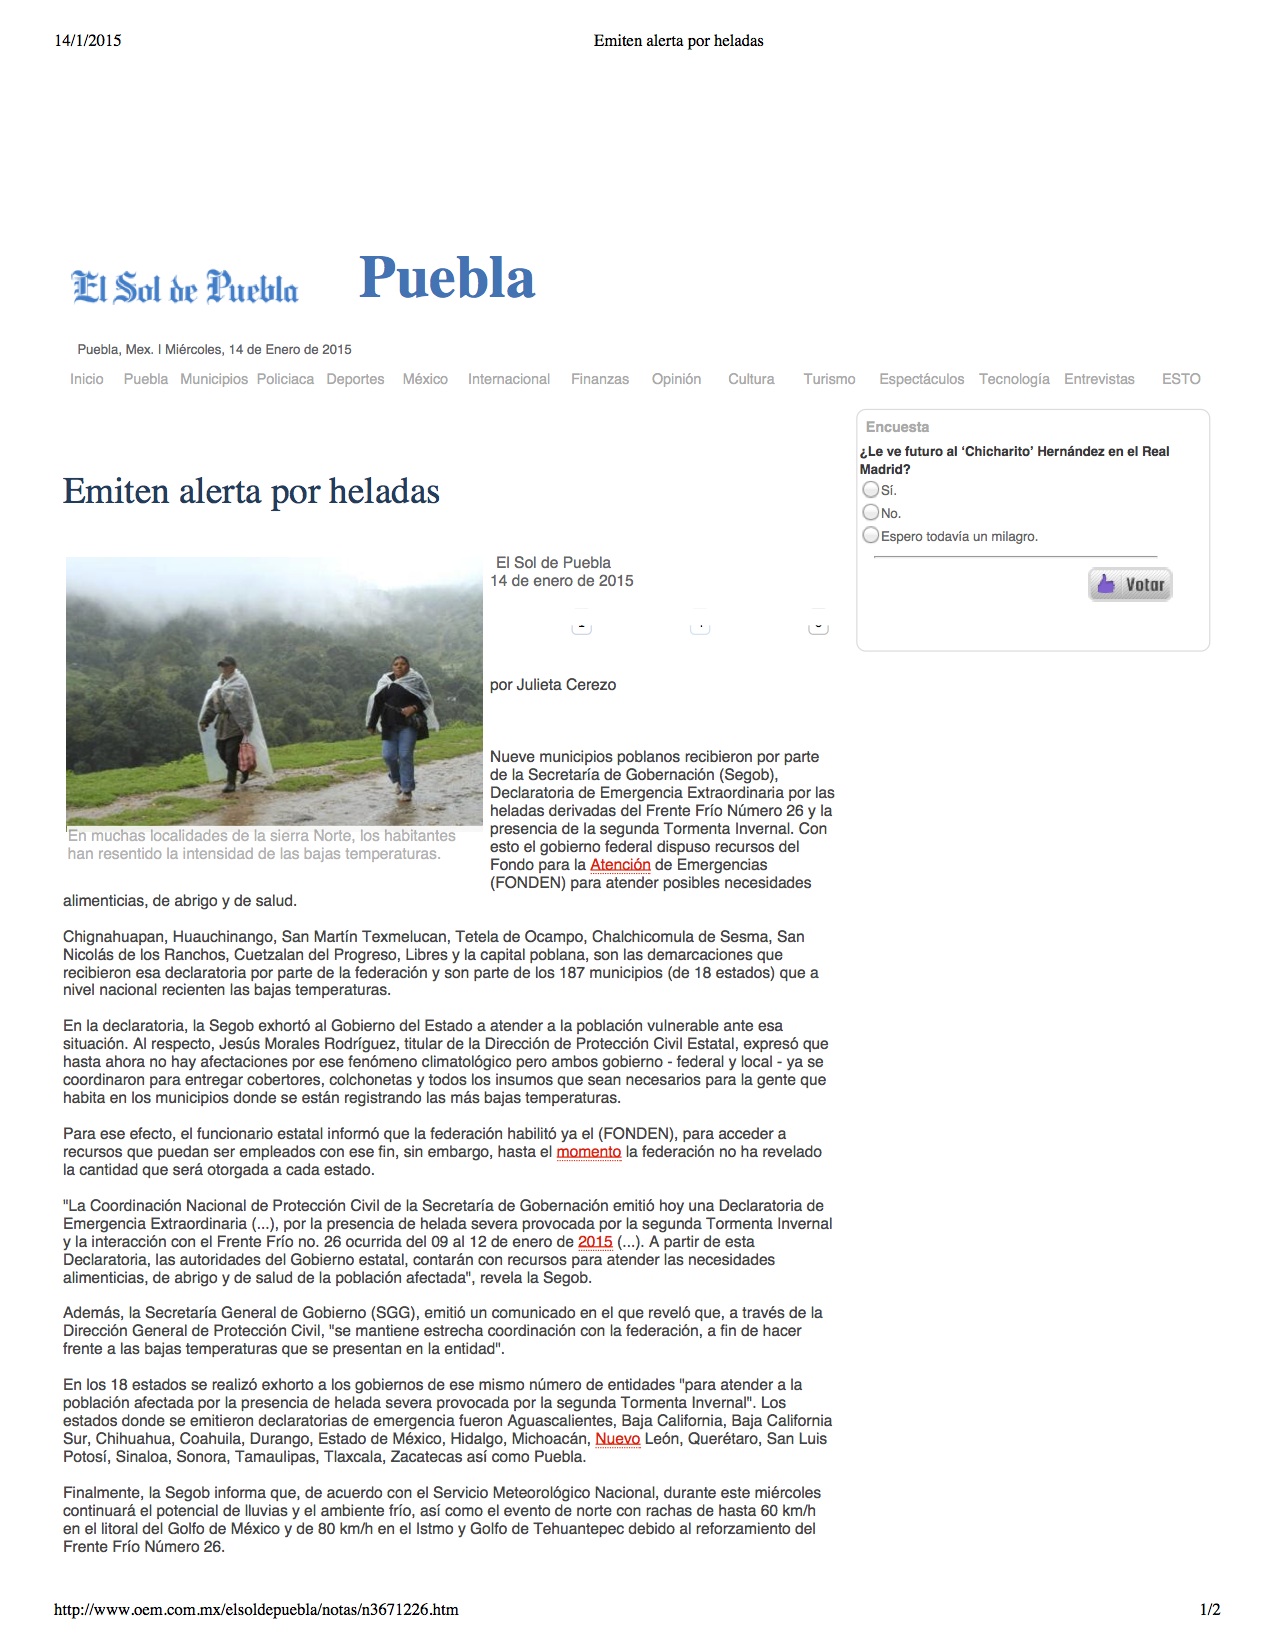 14/1/2015
Emiten alerta por heladas
El Sol de Puebla
Puebla
Puebla, Mex. | Miércoles, 14 de Enero de 2015
Inicio Puebla Municipios Policiaca Deportes México Internacional Finanzas Opinión Cultura Turismo Espectáculos Tecnología Entrevistas ESTO
Encuesta
¿Le ve futuro al ‘Chicharito’ Hernández en el Real
Madrid?
Sí.
No.
Espero todavía un milagro.
Votar
Emiten alerta por heladas
El Sol de Puebla
14 de enero de 2015
por Julieta Cerezo
En muchas localidades de la sierra Norte, los habitantes
han resentido la intensidad de las bajas temperaturas.
Nueve municipios poblanos recibieron por parte
de la Secretaría de Gobernación (Segob),
Declaratoria de Emergencia Extraordinaria por las
heladas derivadas del Frente Frío Número 26 y la
presencia de la segunda Tormenta Invernal. Con
esto el gobierno federal dispuso recursos del
Fondo para la Atención de Emergencias
(FONDEN) para atender posibles necesidades
alimenticias, de abrigo y de salud.
Chignahuapan, Huauchinango, San Martín Texmelucan, Tetela de Ocampo, Chalchicomula de Sesma, San
Nicolás de los Ranchos, Cuetzalan del Progreso, Libres y la capital poblana, son las demarcaciones que
recibieron esa declaratoria por parte de la federación y son parte de los 187 municipios (de 18 estados) que a
nivel nacional recienten las bajas temperaturas.
En la declaratoria, la Segob exhortó al Gobierno del Estado a atender a la población vulnerable ante esa
situación. Al respecto, Jesús Morales Rodríguez, titular de la Dirección de Protección Civil Estatal, expresó que
hasta ahora no hay afectaciones por ese fenómeno climatológico pero ambos gobierno - federal y local - ya se
coordinaron para entregar cobertores, colchonetas y todos los insumos que sean necesarios para la gente que
habita en los municipios donde se están registrando las más bajas temperaturas.
Para ese efecto, el funcionario estatal informó que la federación habilitó ya el (FONDEN), para acceder a
recursos que puedan ser empleados con ese fin, sin embargo, hasta el momento la federación no ha revelado
la cantidad que será otorgada a cada estado.
"La Coordinación Nacional de Protección Civil de la Secretaría de Gobernación emitió hoy una Declaratoria de
Emergencia Extraordinaria (...), por la presencia de helada severa provocada por la segunda Tormenta Invernal
y la interacción con el Frente Frío no. 26 ocurrida del 09 al 12 de enero de 2015 (...). A partir de esta
Declaratoria, las autoridades del Gobierno estatal, contarán con recursos para atender las necesidades
alimenticias, de abrigo y de salud de la población afectada", revela la Segob.
Además, la Secretaría General de Gobierno (SGG), emitió un comunicado en el que reveló que, a través de la
Dirección General de Protección Civil, "se mantiene estrecha coordinación con la federación, a fin de hacer
frente a las bajas temperaturas que se presentan en la entidad".
En los 18 estados se realizó exhorto a los gobiernos de ese mismo número de entidades "para atender a la
población afectada por la presencia de helada severa provocada por la segunda Tormenta Invernal". Los
estados donde se emitieron declaratorias de emergencia fueron Aguascalientes, Baja California, Baja California
Sur, Chihuahua, Coahuila, Durango, Estado de México, Hidalgo, Michoacán, Nuevo León, Querétaro, San Luis
Potosí, Sinaloa, Sonora, Tamaulipas, Tlaxcala, Zacatecas así como Puebla.
Finalmente, la Segob informa que, de acuerdo con el Servicio Meteorológico Nacional, durante este miércoles
continuará el potencial de lluvias y el ambiente frío, así como el evento de norte con rachas de hasta 60 km/h
en el litoral del Golfo de México y de 80 km/h en el Istmo y Golfo de Tehuantepec debido al reforzamiento del
Frente Frío Número 26.
http://www.oem.com.mx/elsoldepuebla/notas/n3671226.htm
1/2